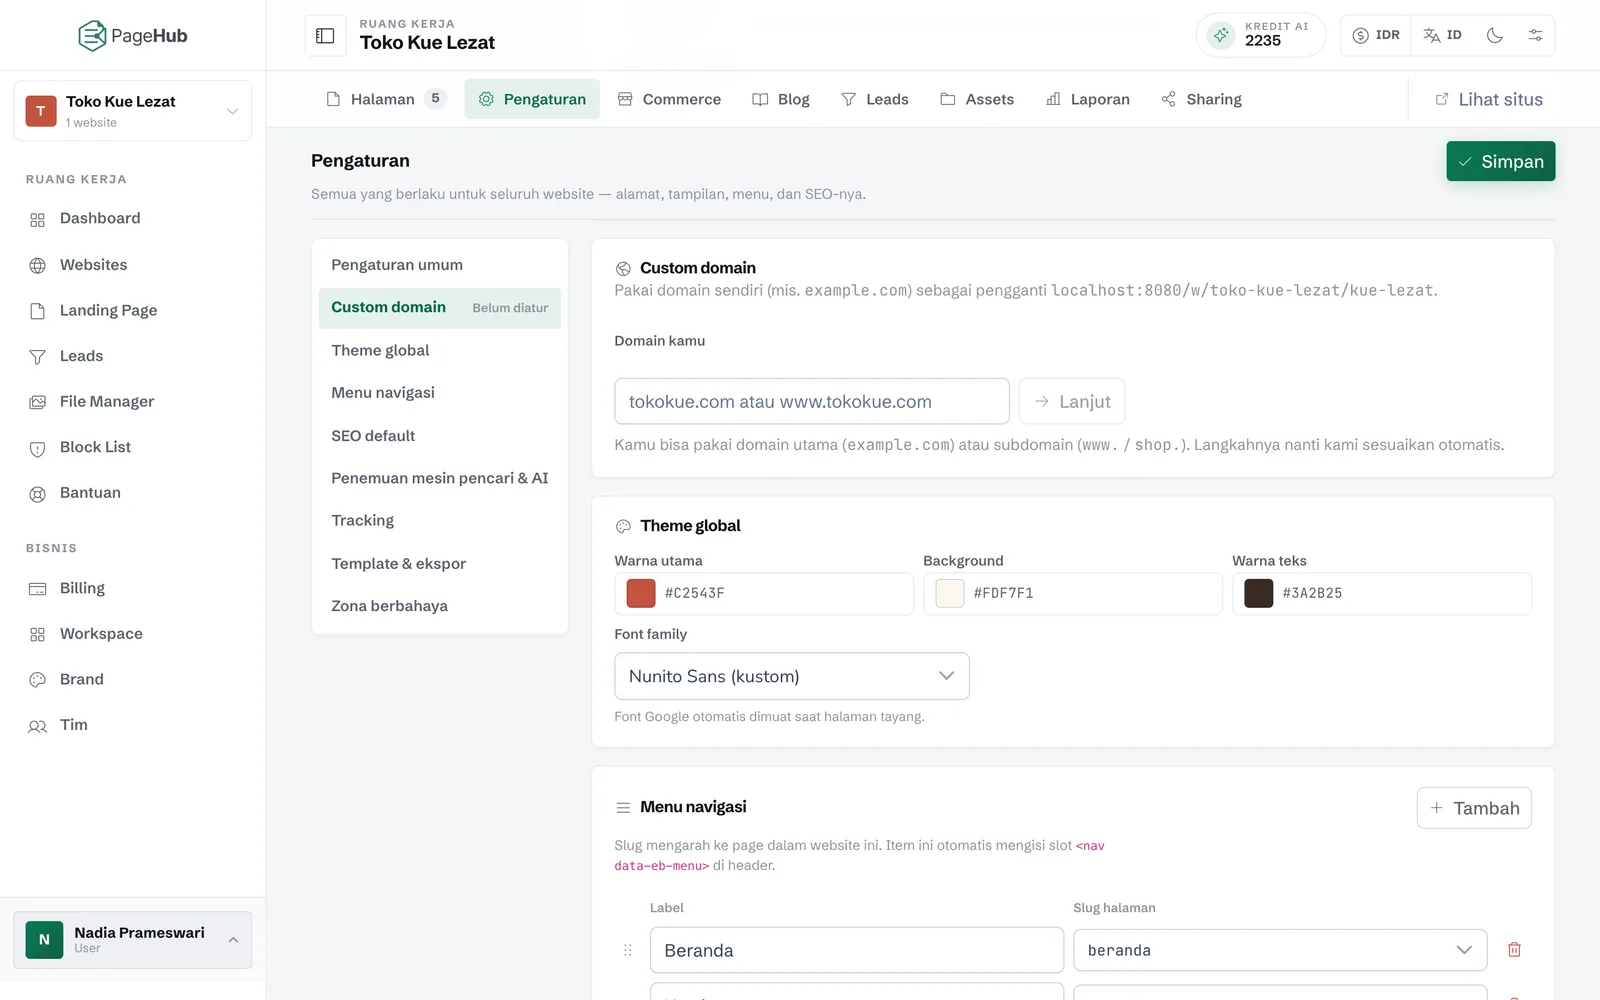 PageHub
RUANG KERJA
Toko Kue Lezat
KREDIT AI
2235
IDR
ID
T
Toko Kue Lezat
1 website
Halaman 5
Pengaturan
Commerce
Blog
Leads
Assets
Laporan
Sharing
Lihat situs
RUANG KERJA
Dashboard
Websites
Landing Page
Leads
File Manager
Block List
Bantuan
BISNIS
Billing
Workspace
Brand
Tim
N
Nadia Prameswari
User
Pengaturan
Semua yang berlaku untuk seluruh website — alamat, tampilan, menu, dan SEO-nya.
Simpan
Pengaturan umum
Custom domain Belum diatur
Theme global
Menu navigasi
SEO default
Penemuan mesin pencari & AI
Tracking
Template & ekspor
Zona berbahaya
Custom domain
Pakai domain sendiri (mis. example.com) sebagai pengganti localhost:8080/w/toko-kue-lezat/kue-lezat.
Domain kamu
tokokue.com atau www.tokokue.com
Lanjut
Kamu bisa pakai domain utama (example.com) atau subdomain (www. / shop.). Langkahnya nanti kami sesuaikan otomatis.
Theme global
Warna utama
#C2543F
Background
#FDF7F1
Warna teks
#3A2B25
Font family
Nunito Sans (kustom)
Font Google otomatis dimuat saat halaman tayang.
Menu navigasi
Tambah
Slug mengarah ke page dalam website ini. Item ini otomatis mengisi slot <nav
data-eb-menu> di header.
Label
Slug halaman
Beranda
beranda